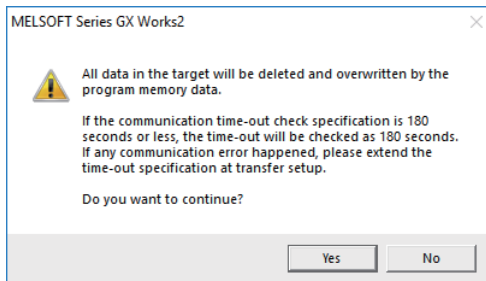 MELSOFT Series GX Works2
All data in the target will be deleted and overwritten by the
program memory data.
If the communication time-out check specification is 180
seconds or less, the time-out will be checked as 180 seconds.
If any communication error happened, please extend the
time-out specification at transfer setup.
Do you want to continue?
Yes
No